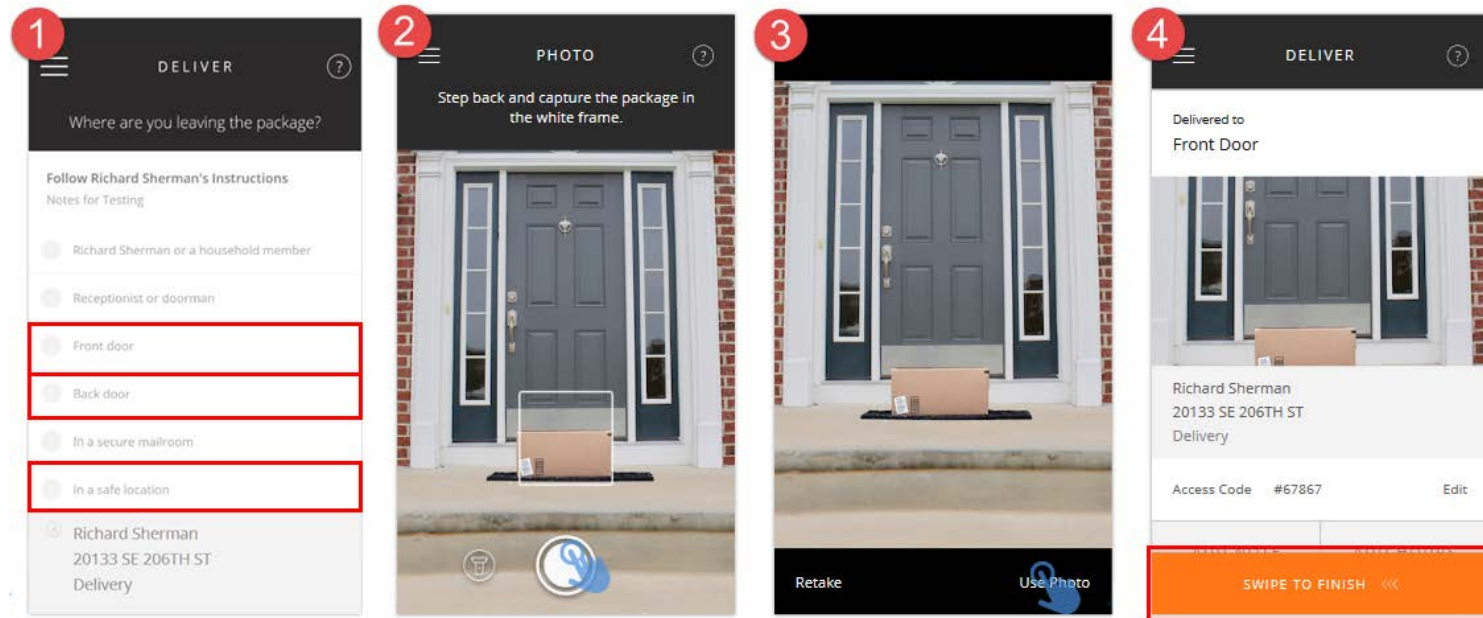 1
DELIVER
?
Where are you leaving the package?
Follow Richard Sherman's Instructions
Notes for Testing
Richard Sherman or a household member
Receptionist or doorman
Front door
Back door
In a secure mailroom
In a safe location
Richard Sherman
20133 SE 206TH ST
Delivery
2
PHOTO
?
Step back and capture the package in
the white frame.
3
Retake
Use Photo
4
DELIVER
?
Delivered to
Front Door
Richard Sherman
20133 SE 206TH ST
Delivery
Access Code #67867 Edit
SWIPE TO FINISH